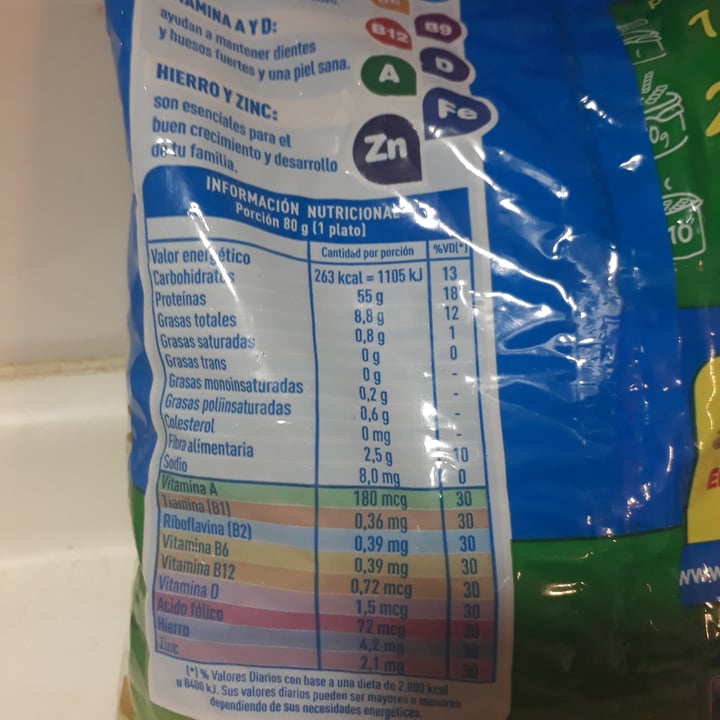 AMINA A Y D:
ayudan a mantener dientes
y huesos fuertes y una piel sana.
HIERRO Y ZINC:
son esenciales para el
buen crecimiento y desarrollo
de tu familia.
B12
B9
A
D
Fe
Zn
INFORMACIÓN NUTRICIONAL
Porción 80 g (1 plato)
Cantidad por porción %VD(*)
Valor energético 263 kcal = 1105 kJ 13
Carbohidratos 55 g 18
Proteínas 8,8 g 12
Grasas totales 0,8 g 1
Grasas saturadas 0 g 0
Grasas trans 0 g -
Grasas monoinsaturadas 0,2 g -
Grasas poliinsaturadas 0,6 g -
Colesterol 0 mg -
Fibra alimentaria 2,5 g 10
Sodio 8,0 mg 0
Vitamina A 180 mcg 30
Tiamina (B1) 0,36 mg 30
Riboflavina (B2) 0,39 mg 30
Vitamina B6 0,39 mg 30
Vitamina B12 0,72 mcg 30
Vitamina D 1,5 mcg 30
Acido fólico 72 mcg 30
Hierro 4,2 mg 30
Zinc 2,1 mg 30
(*) % Valores Diarios con base a una dieta de 2.000 kcal
u 8400 kJ. Sus valores diarios pueden ser mayores o menores
dependiendo de sus necesidades energéticas.
10